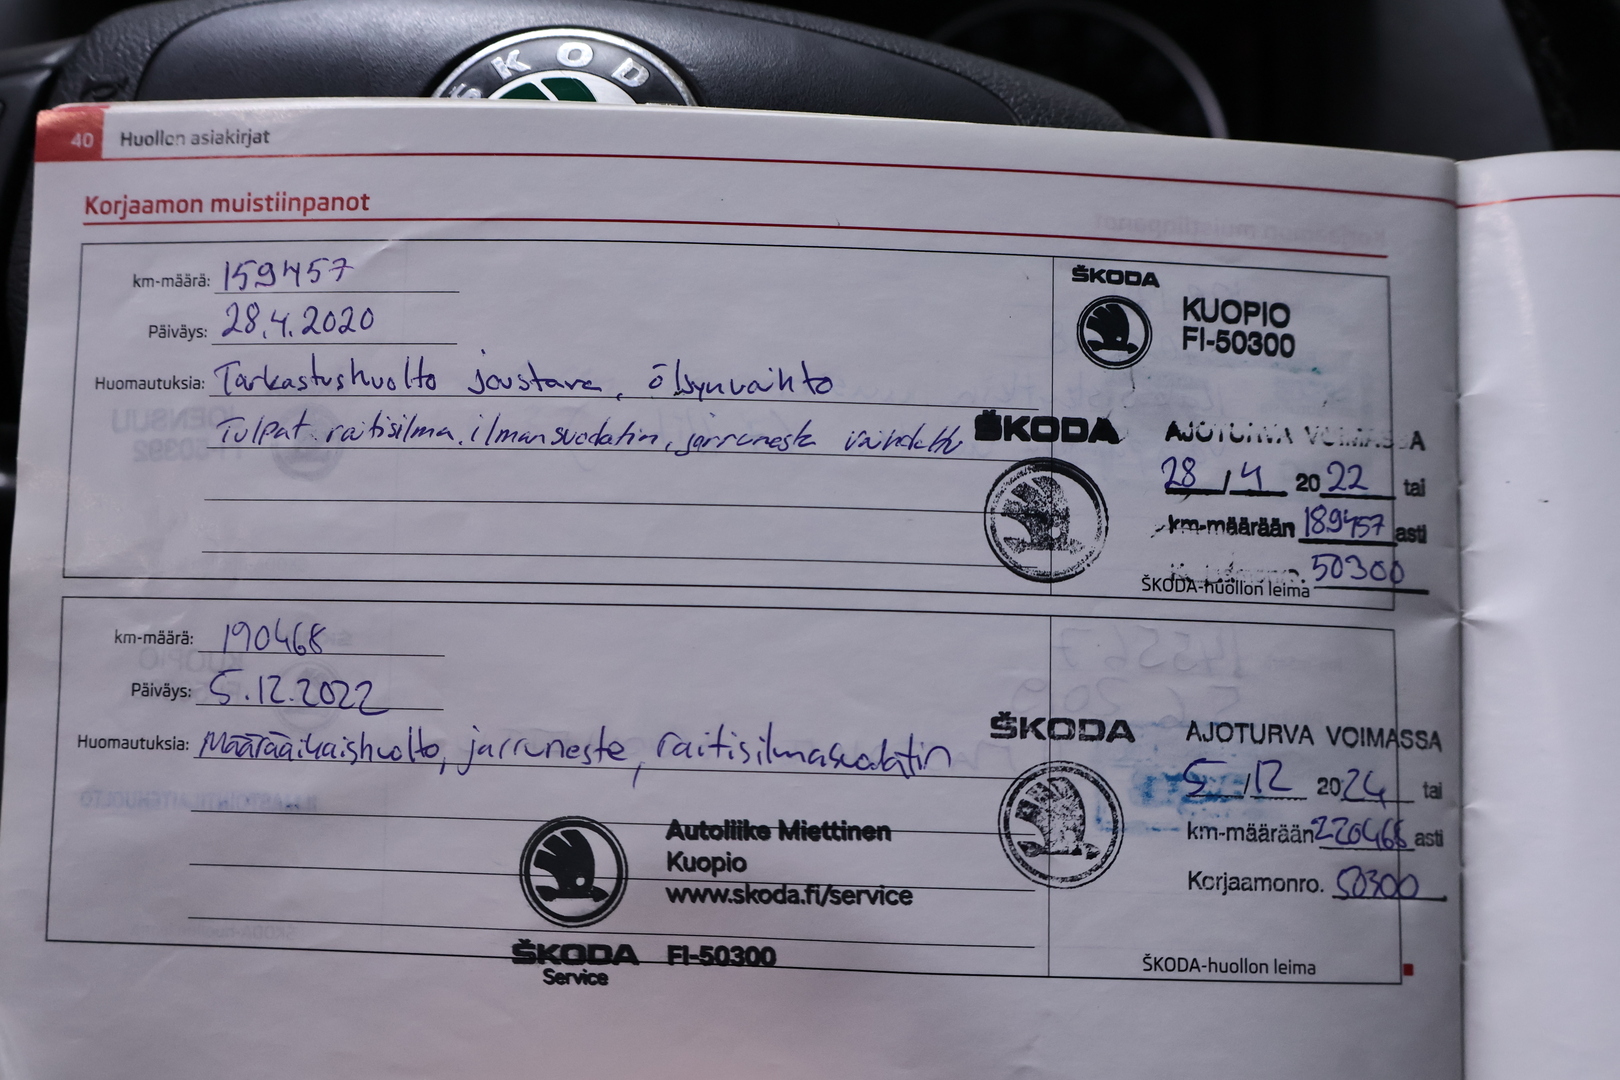 SKOD
40 Huollon asiakirjat
Korjaamon muistiinpanot
km-määrä: 159457
Päiväys: 28.4.2020
Huomautuksia: Tarkastushuolto joustava, öljynvaihto
Tulpat, raitisilma, ilmansuodatin, jarruneste vaihdettu
ŠKODA
KUOPIO
FI-50300
ŠKODA
AJOTURVA VOIMASSA
28 / 4 2022 tai
km-määrään 189457 asti
50300
ŠKODA-huollon leima
km-määrä: 190468
Päiväys: 5.12.2022
Huomautuksia: Määräaikaishuolto, jarruneste, raitisilmasuodatin
Autoliike Miettinen
Kuopio
www.skoda.fi/service
ŠKODA FI-50300
Service
ŠKODA
AJOTURVA VOIMASSA
5 / 12 2024 tai
km-määrään 220468 asti
Korjaamonro. 50300
ŠKODA-huollon leima